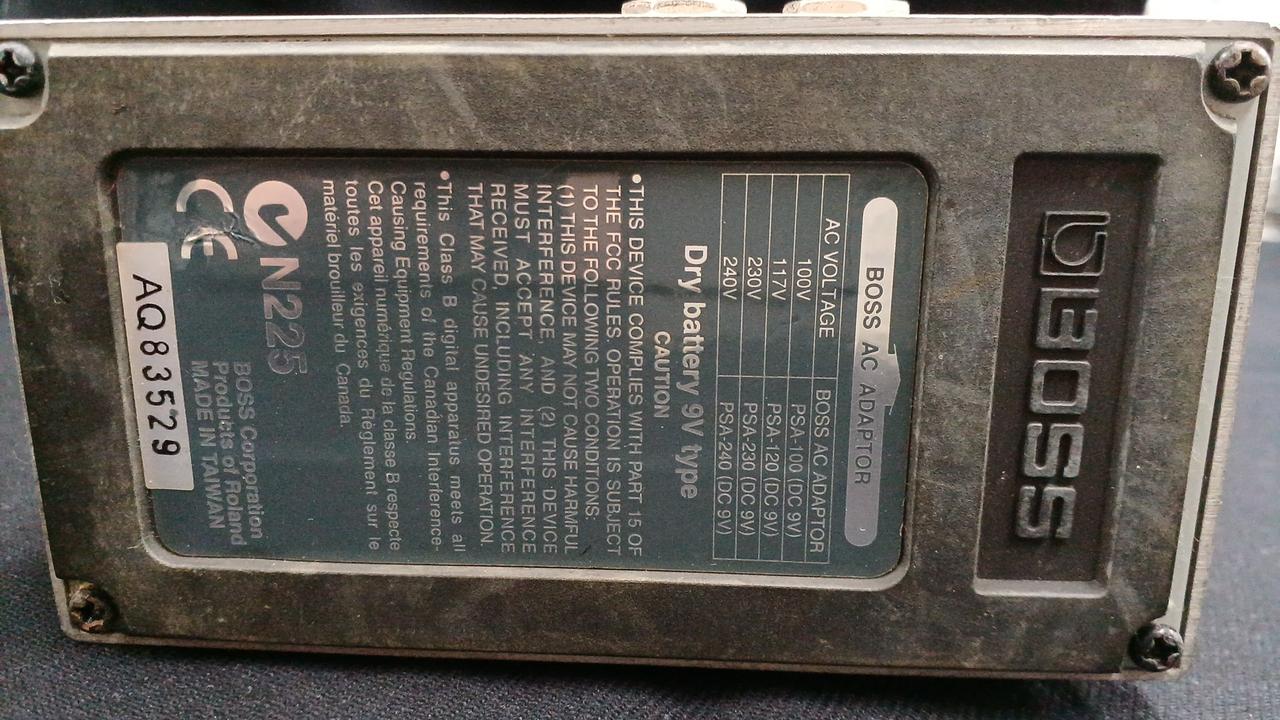 BOSS
BOSS AC ADAPTOR
AC VOLTAGE BOSS AC ADAPTOR
100V PSA-100 (DC 9V)
117V PSA-120 (DC 9V)
230V PSA-230 (DC 9V)
240V PSA-240 (DC 9V)
Dry battery 9V type
CAUTION
•THIS DEVICE COMPLIES WITH PART 15 OF
THE FCC RULES. OPERATION IS SUBJECT
TO THE FOLLOWING TWO CONDITIONS:
(1) THIS DEVICE MAY NOT CAUSE HARMFUL
INTERFERENCE, AND (2) THIS DEVICE
MUST ACCEPT ANY INTERFERENCE
RECEIVED, INCLUDING INTERFERENCE
THAT MAY CAUSE UNDESIRED OPERATION.
•This Class B digital apparatus meets all
requirements of the Canadian Interference-
Causing Equipment Regulations.
Cet appareil numérique de la classe B respecte
toutes les exigences du Règlement sur le
matériel brouilleur du Canada.
N225
CE
BOSS Corporation
Products of Roland
MADE IN TAIWAN
AQ83529